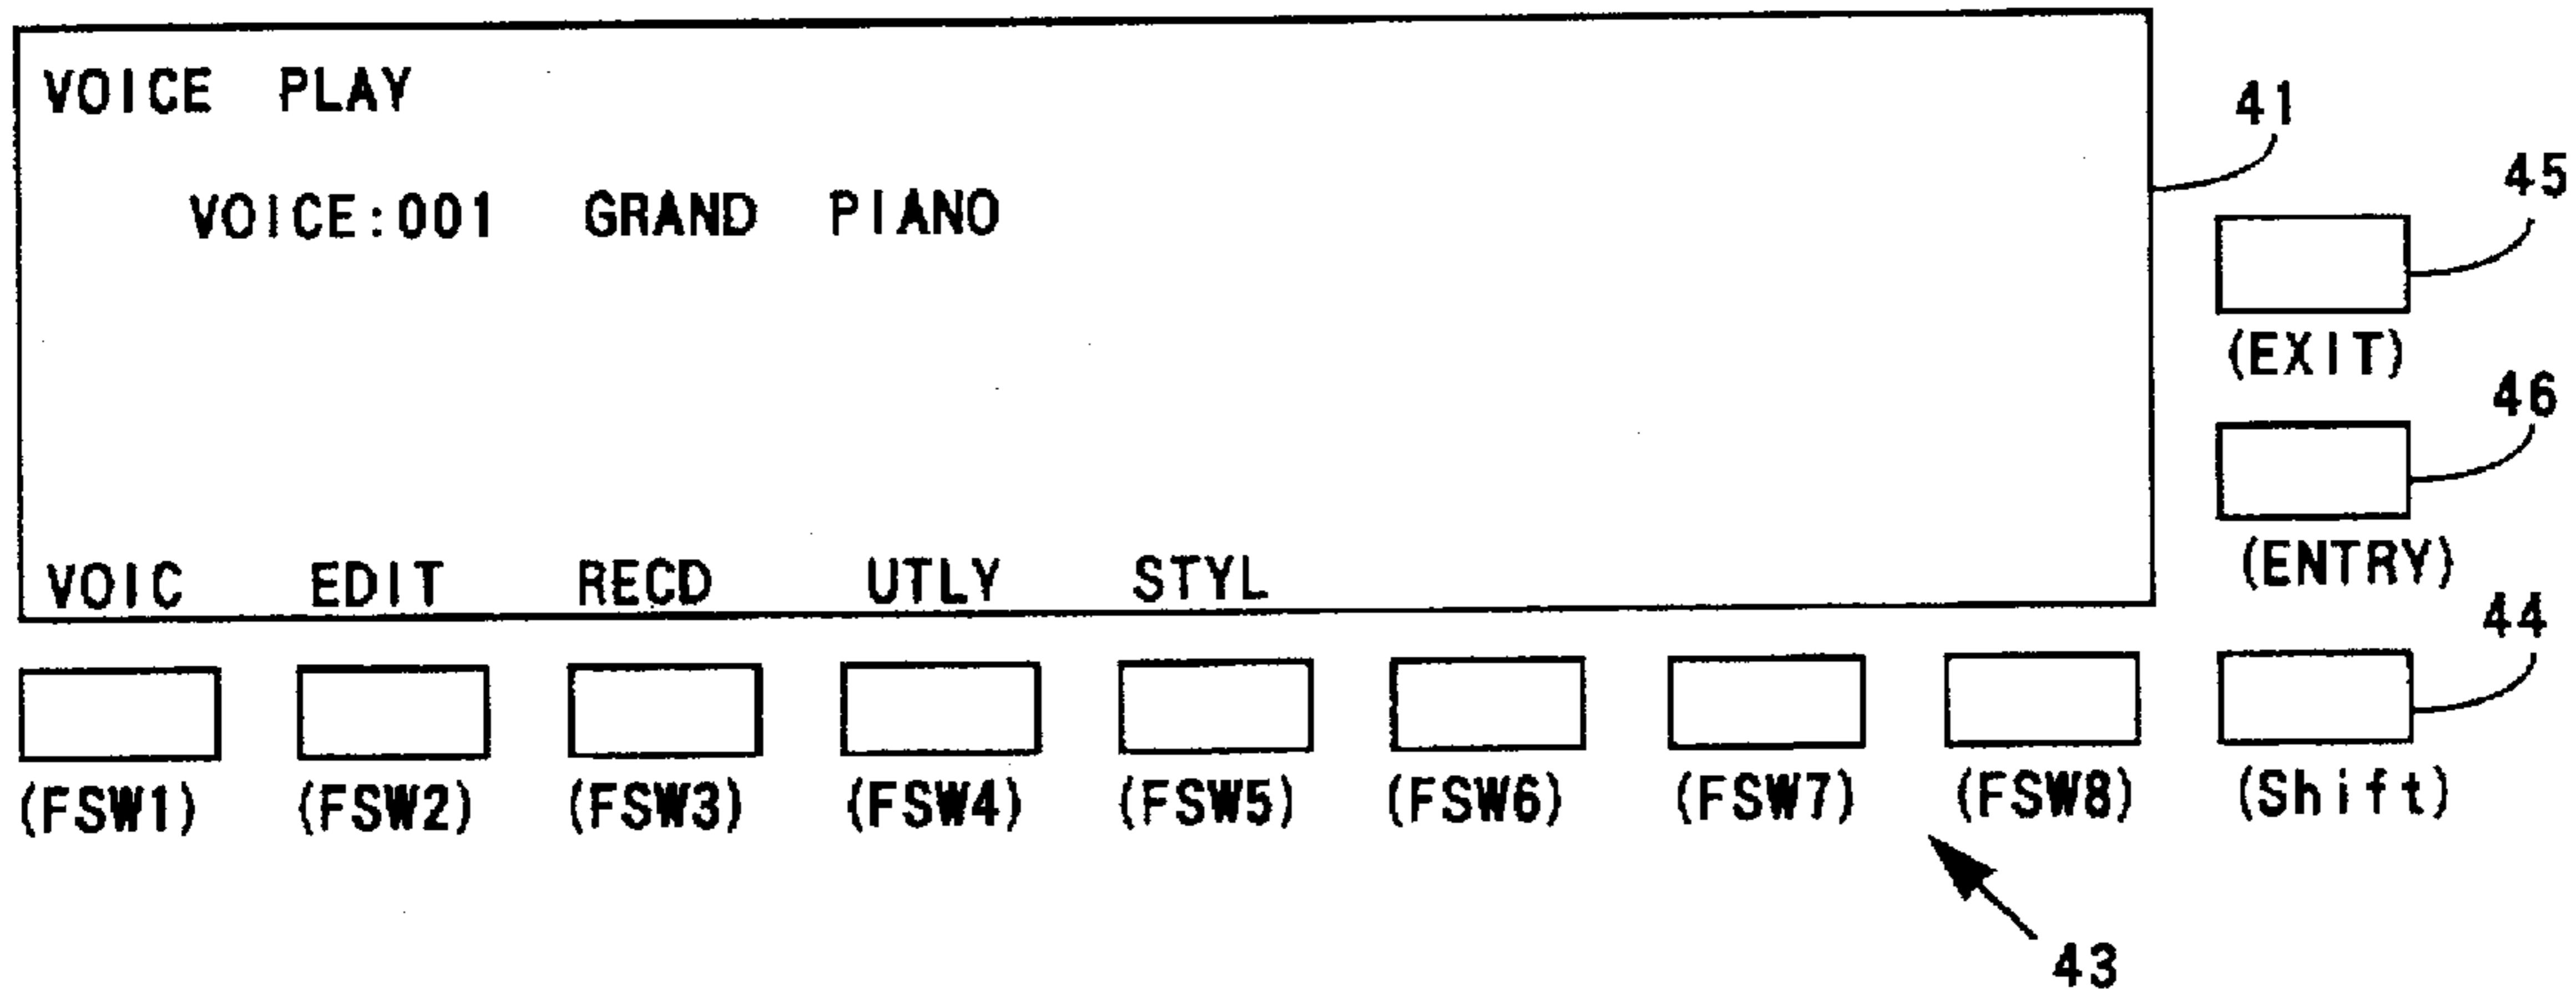 VOICE PLAY
41
45
VOICE:001 GRAND PIANO
(EXIT)
46
(ENTRY)
VOIC EDIT RECD UTLY STYL
44
(FSW1) (FSW2) (FSW3) (FSW4) (FSW5) (FSW6) (FSW7) (FSW8) (Shift)
43